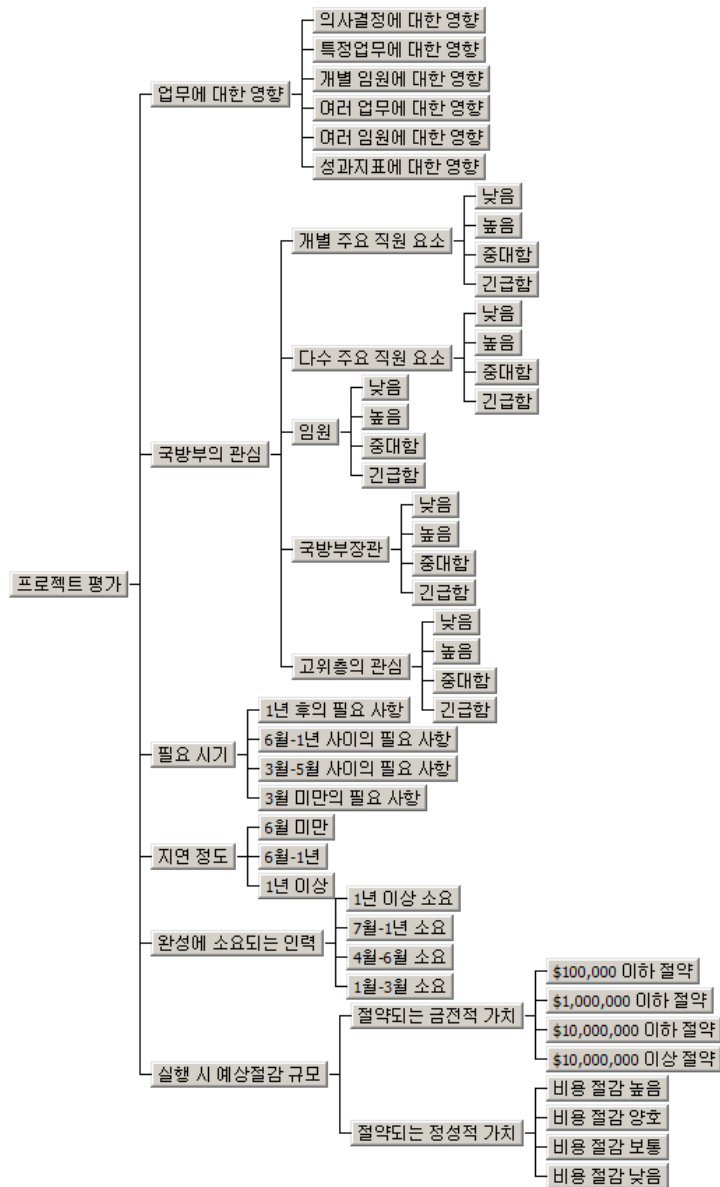 프로젝트 평가
업무에 대한 영향
의사결정에 대한 영향
특정업무에 대한 영향
개별 임원에 대한 영향
여러 업무에 대한 영향
여러 임원에 대한 영향
성과지표에 대한 영향
국방부의 관심
개별 주요 직원 요소
낮음
높음
중대함
긴급함
다수 주요 직원 요소
낮음
높음
중대함
긴급함
임원
낮음
높음
중대함
긴급함
국방부장관
낮음
높음
중대함
긴급함
고위층의 관심
낮음
높음
중대함
긴급함
필요 시기
1년 후의 필요 사항
6월-1년 사이의 필요 사항
3월-5월 사이의 필요 사항
3월 미만의 필요 사항
지연 정도
6월 미만
6월-1년
1년 이상
완성에 소요되는 인력
1년 이상 소요
7월-1년 소요
4월-6월 소요
1월-3월 소요
실행 시 예상절감 규모
절약되는 금전적 가치
$100,000 이하 절약
$1,000,000 이하 절약
$10,000,000 이하 절약
$10,000,000 이상 절약
절약되는 정성적 가치
비용 절감 높음
비용 절감 양호
비용 절감 보통
비용 절감 낮음